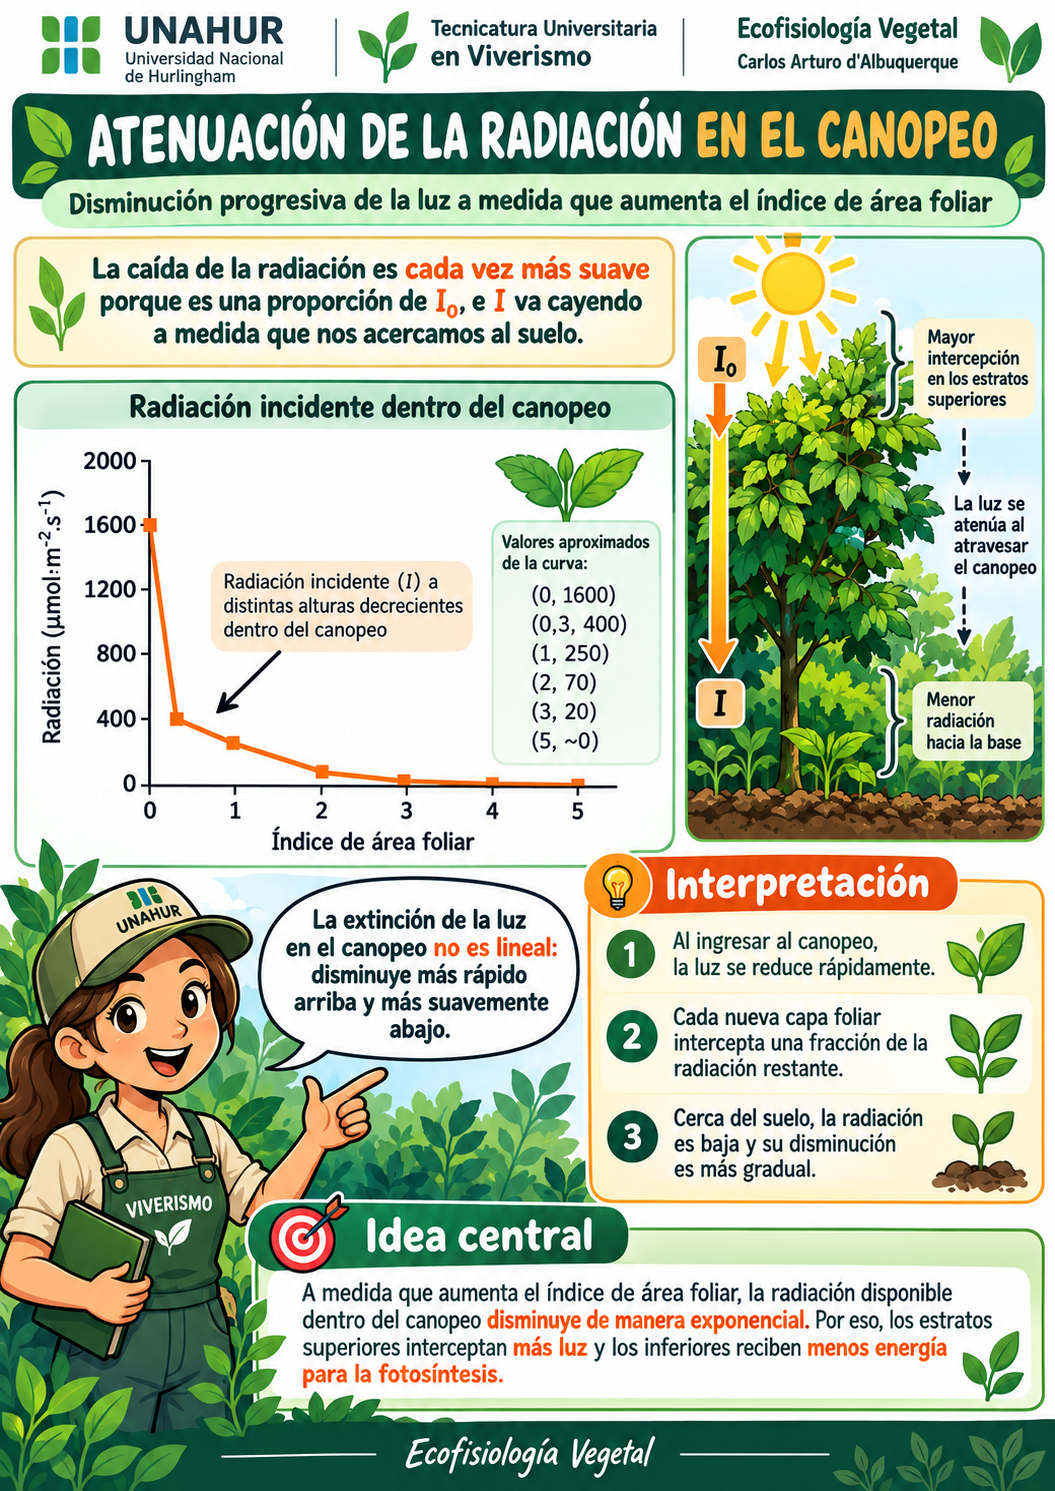 UNAHUR
Universidad Nacional
de Hurlingham
Tecnicatura Universitaria
en Viverismo
Ecofisiología Vegetal
Carlos Arturo d'Albuquerque
ATENUACIÓN DE LA RADIACIÓN EN EL CANOPEO
Disminución progresiva de la luz a medida que aumenta el índice de área foliar
La caída de la radiación es cada vez más suave
porque es una proporción de I₀, e I va cayendo
a medida que nos acercamos al suelo.
Radiación incidente dentro del canopeo
Radiación (µmol·m⁻².s⁻¹)
2000
1600
1200
800
400
0
0 1 2 3 4 5
Índice de área foliar
Radiación incidente (I) a
distintas alturas decrecientes
dentro del canopeo
Valores aproximados
de la curva:
(0, 1600)
(0,3, 400)
(1, 250)
(2, 70)
(3, 20)
(5, ~0)
I₀
I
Mayor
intercepción
en los estratos
superiores
La luz se
atenúa al
atravesar
el canopeo
Menor
radiación
hacia la base
UNAHUR
VIVERISMO
La extinción de la luz
en el canopeo no es lineal:
disminuye más rápido
arriba y más suavemente
abajo.
Interpretación
1
Al ingresar al canopeo,
la luz se reduce rápidamente.
2
Cada nueva capa foliar
intercepta una fracción de la
radiación restante.
3
Cerca del suelo, la radiación
es baja y su disminución
es más gradual.
Idea central
A medida que aumenta el índice de área foliar, la radiación disponible
dentro del canopeo disminuye de manera exponencial. Por eso, los estratos
superiores interceptan más luz y los inferiores reciben menos energía
para la fotosíntesis.
Ecofisiología Vegetal